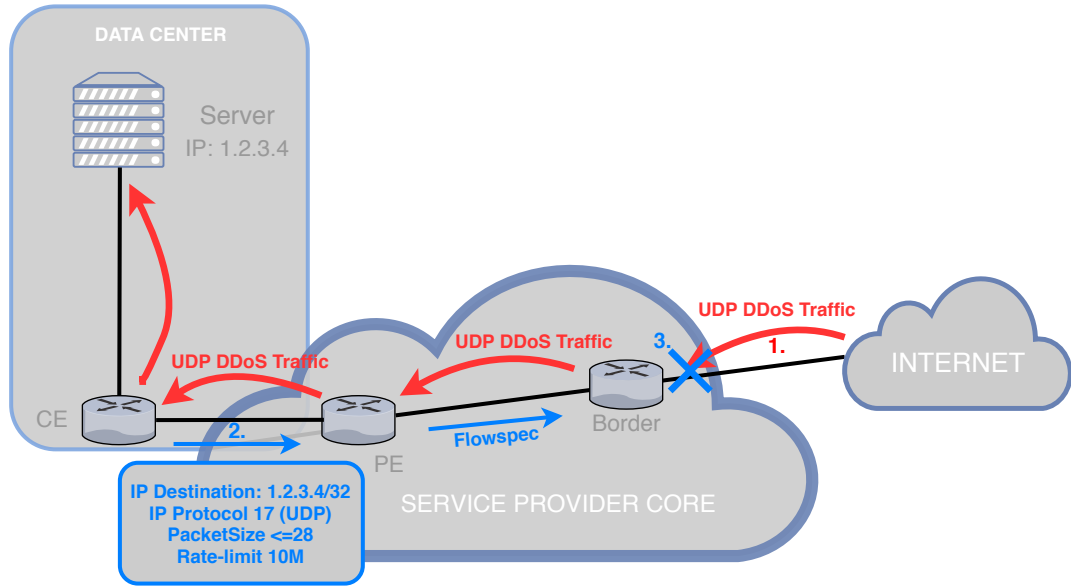 DATA CENTER
Server
IP: 1.2.3.4
UDP DDoS Traffic
3.
1.
UDP DDoS Traffic
INTERNET
UDP DDoS Traffic
CE
2.
Flowspec
Border
PE
IP Destination: 1.2.3.4/32
IP Protocol 17 (UDP)
PacketSize <=28
Rate-limit 10M
SERVICE PROVIDER CORE